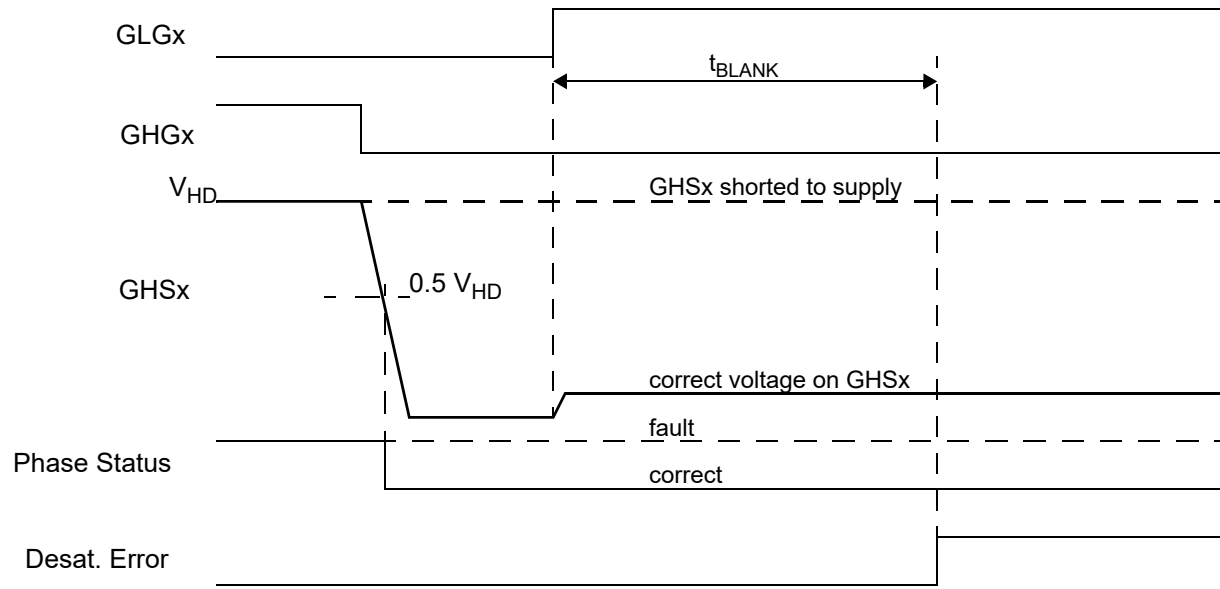 GLGx
tBLANK
GHGx
VHD
GHSx shorted to supply
GHSx
0.5 VHD
correct voltage on GHSx
fault
Phase Status
correct
Desat. Error